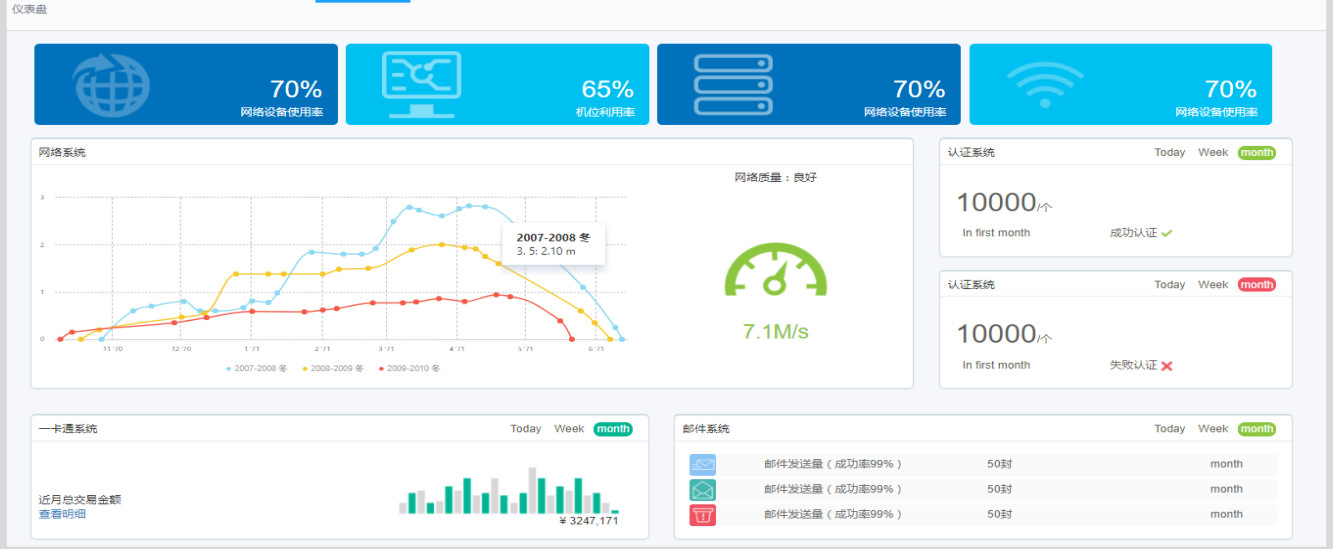 仪表盘
70%
网络设备使用率
65%
机位利用率
70%
网络设备使用率
70%
网络设备使用率
网络系统
网络质量：良好
3
2
1
0
11 '70
12 '70
1 '71
2 '71
3 '71
4 '71
5 '71
6 '71
2007-2008 冬
3. 5: 2.10 m
2007-2008 冬
2008-2009 冬
2009-2010 冬
7.1M/s
认证系统 Today Week month
10000/个
In first month 成功认证
认证系统 Today Week month
10000/个
In first month 失败认证
一卡通系统 Today Week month
近月总交易金额
查看明细
¥ 3247,171
邮件系统 Today Week month
邮件发送量（成功率99%） 50封 month
邮件发送量（成功率99%） 50封 month
邮件发送量（成功率99%） 50封 month